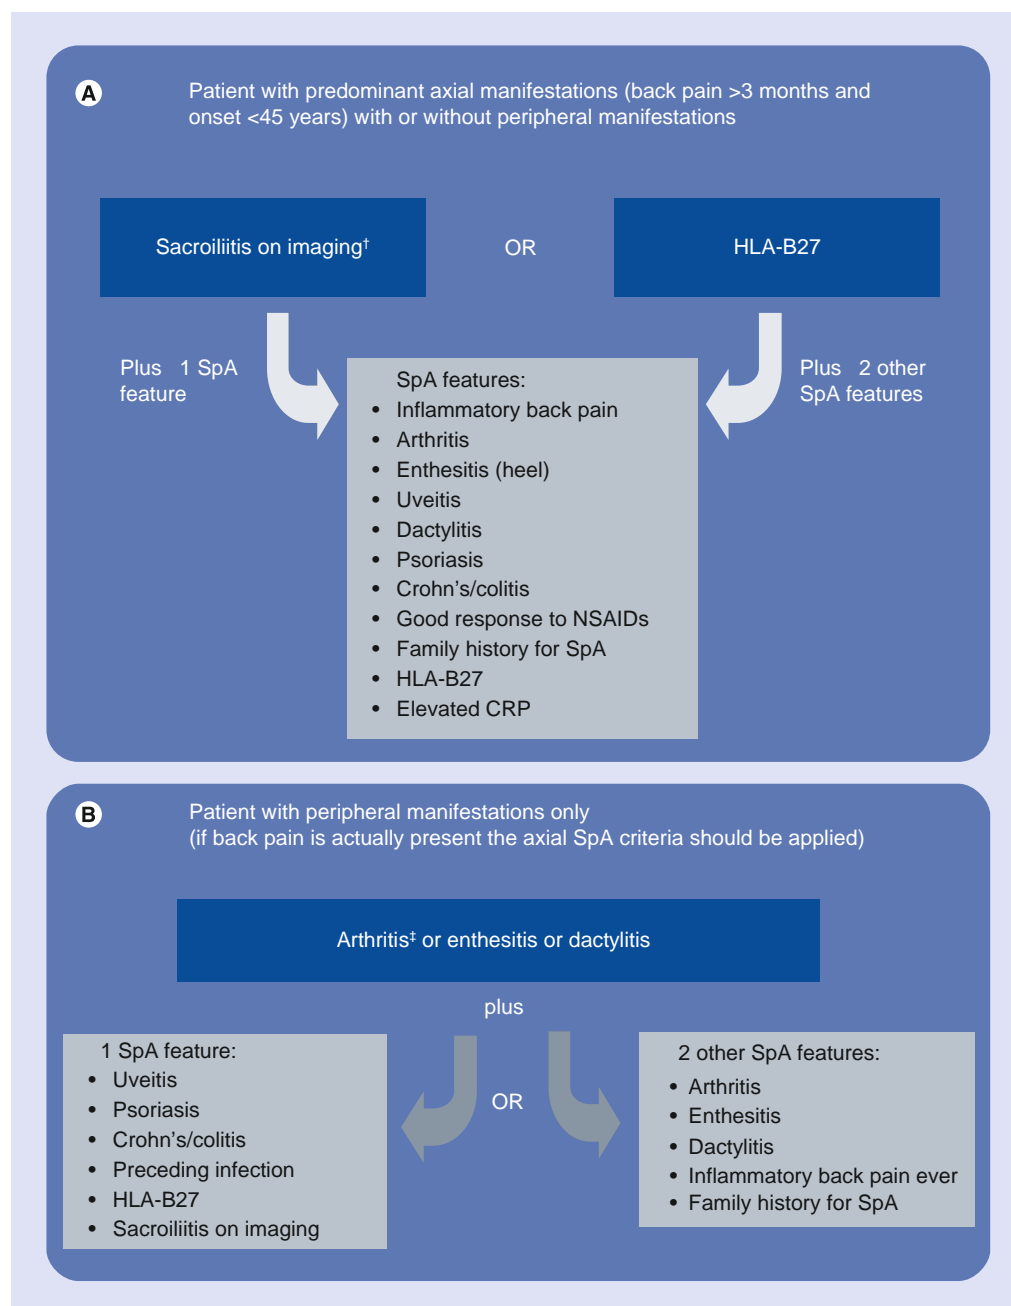 A
Patient with predominant axial manifestations (back pain >3 months and
onset <45 years) with or without peripheral manifestations
Sacroiliitis on imaging†
OR
HLA-B27
Plus 1 SpA
feature
Plus 2 other
SpA features
SpA features:
• Inflammatory back pain
• Arthritis
• Enthesitis (heel)
• Uveitis
• Dactylitis
• Psoriasis
• Crohn's/colitis
• Good response to NSAIDs
• Family history for SpA
• HLA-B27
• Elevated CRP
B
Patient with peripheral manifestations only
(if back pain is actually present the axial SpA criteria should be applied)
Arthritis‡ or enthesitis or dactylitis
plus
1 SpA feature:
• Uveitis
• Psoriasis
• Crohn's/colitis
• Preceding infection
• HLA-B27
• Sacroiliitis on imaging
OR
2 other SpA features:
• Arthritis
• Enthesitis
• Dactylitis
• Inflammatory back pain ever
• Family history for SpA